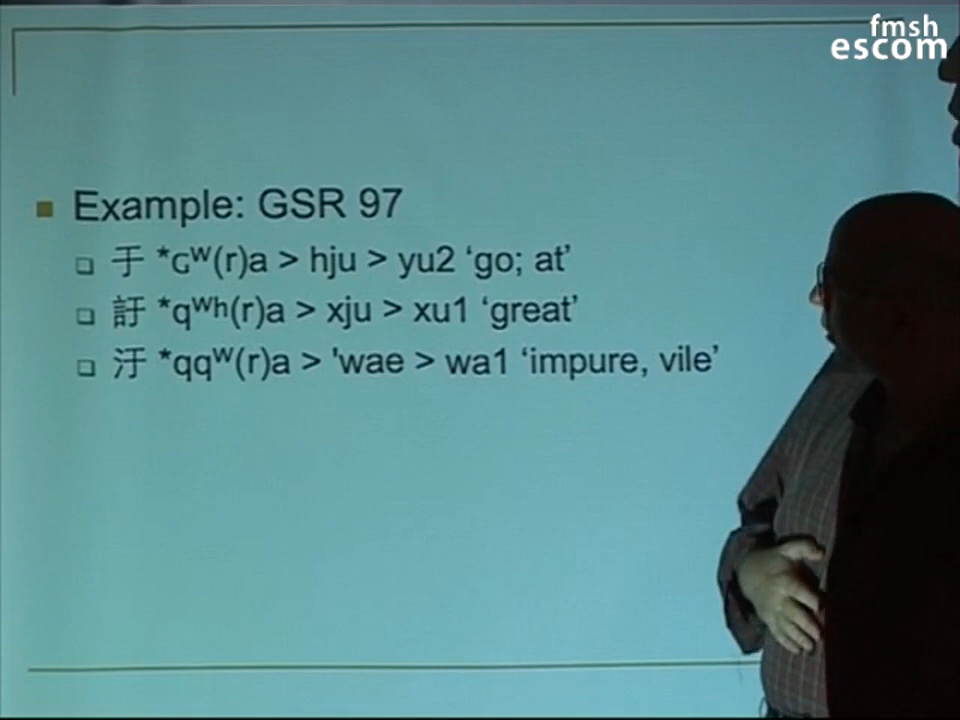 fmsh
escom
Example: GSR 97
于 *ɢʷ(r)a > hju > yu2 ‘go; at’
訏 *qʷʰ(r)a > xju > xu1 ‘great’
汙 *qqʷ(r)a > 'wae > wa1 ‘impure, vile’